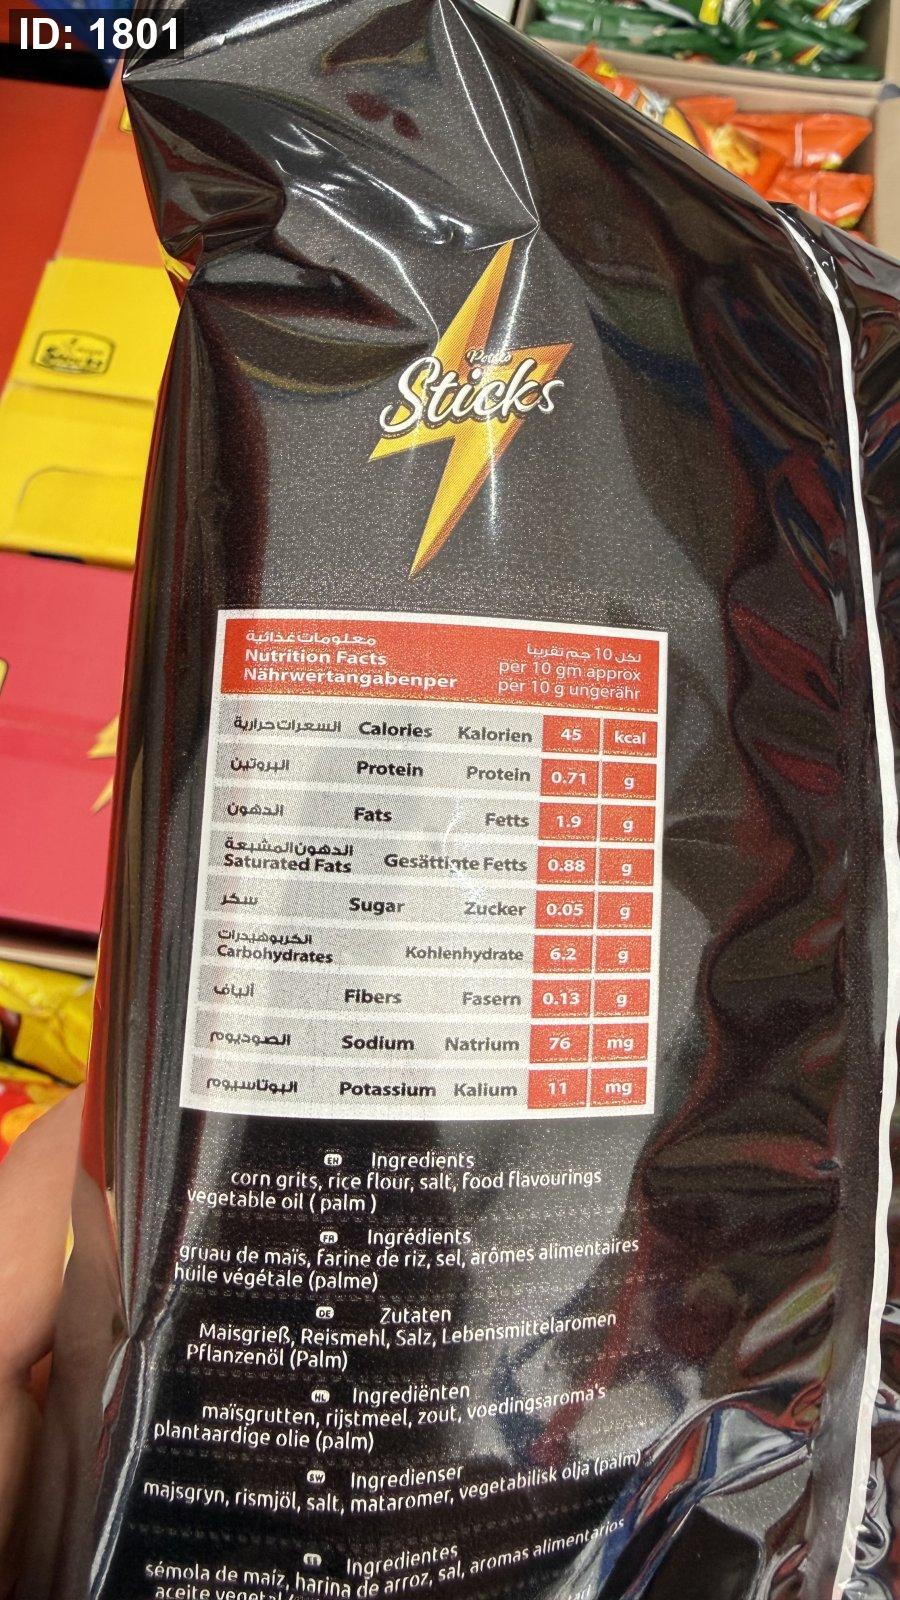 ID: 1801
Potato
Sticks
معلومات غذائية
Nutrition Facts
Nährwertangabenper
لكل 10 جم تقريباً
per 10 gm approx
per 10 g ungerähr
السعرات حرارية Calories Kalorien 45 kcal
البروتين Protein Protein 0.71 g
الدهون Fats Fetts 1.9 g
الدهون المشبعة
Saturated Fats Gesättigte Fetts 0.88 g
سكر Sugar Zucker 0.05 g
الكربوهيدرات
Carbohydrates Kohlenhydrate 6.2 g
ألياف Fibers Fasern 0.13 g
الصوديوم Sodium Natrium 76 mg
البوتاسيوم Potassium Kalium 11 mg
EN Ingredients
corn grits, rice flour, salt, food flavourings
vegetable oil ( palm )
FR Ingrédients
gruau de maïs, farine de riz, sel, arômes alimentaires
huile végétale (palme)
DE Zutaten
Maisgrieß, Reismehl, Salz, Lebensmittelaromen
Pflanzenöl (Palm)
NL Ingrediënten
maïsgrutten, rijstmeel, zout, voedingsaroma's
plantaardige olie (palm)
SW Ingredienser
majsgryn, rismjöl, salt, mataromer, vegetabilisk olja (palm)
Ingredientes
sémola de maíz, harina de arroz, sal, aromas alimentarios
aceite vegetal